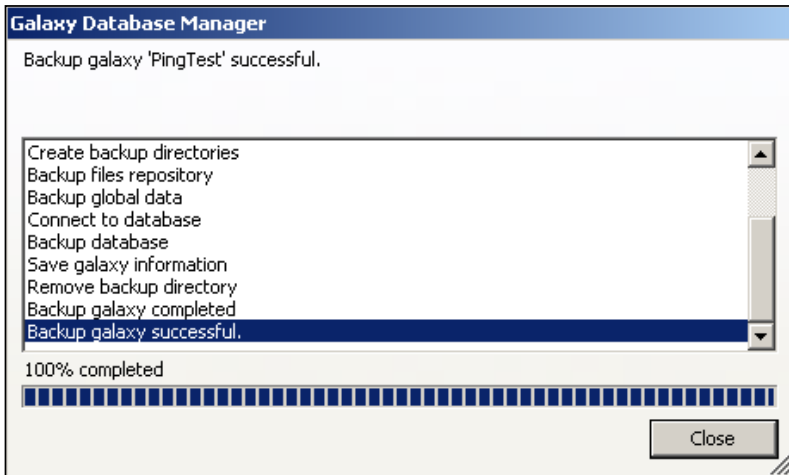 Galaxy Database Manager
Backup galaxy 'PingTest' successful.
Create backup directories
Backup files repository
Backup global data
Connect to database
Backup database
Save galaxy information
Remove backup directory
Backup galaxy completed
Backup galaxy successful.
100% completed
Close